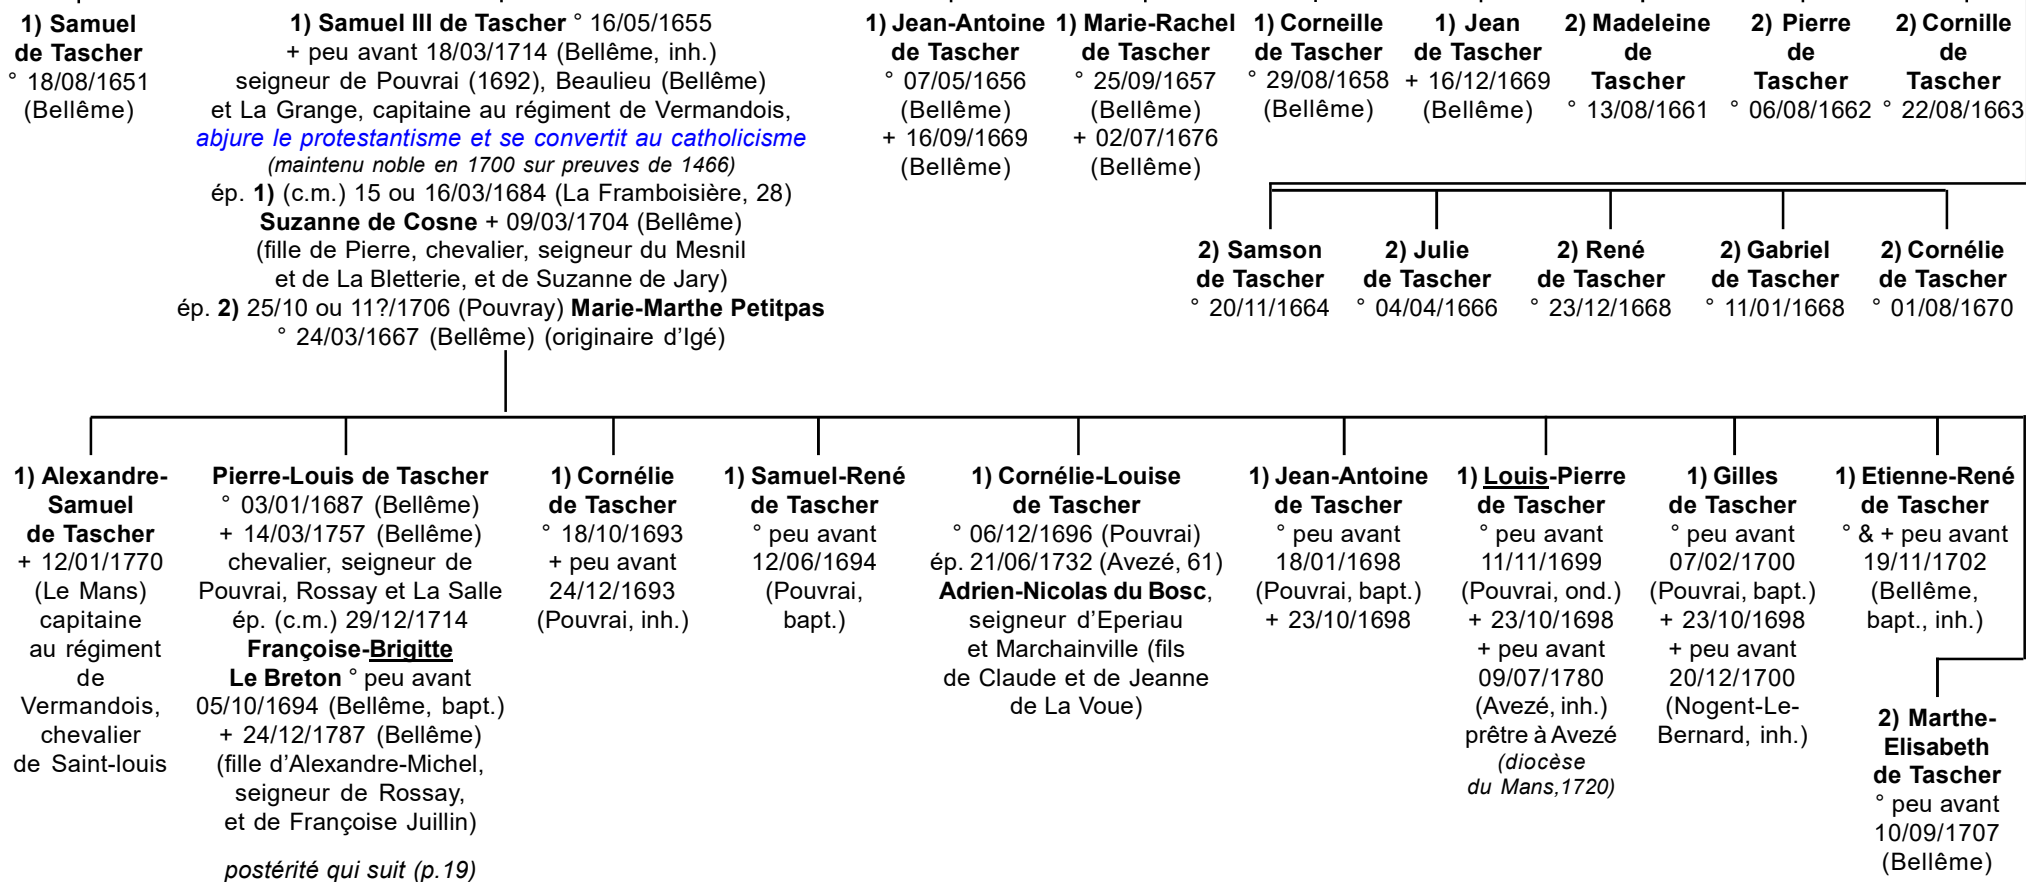 1) Samuel
de Tascher
° 18/08/1651
(Bellême)
1) Samuel III de Tascher ° 16/05/1655
+ peu avant 18/03/1714 (Bellême, inh.)
seigneur de Pouvrai (1692), Beaulieu (Bellême)
et La Grange, capitaine au régiment de Vermandois,
abjure le protestantisme et se convertit au catholicisme
(maintenu noble en 1700 sur preuves de 1466)
ép. 1) (c.m.) 15 ou 16/03/1684 (La Framboisière, 28)
Suzanne de Cosne + 09/03/1704 (Bellême)
(fille de Pierre, chevalier, seigneur du Mesnil
et de La Bletterie, et de Suzanne de Jary)
ép. 2) 25/10 ou 11?/1706 (Pouvray) Marie-Marthe Petitpas
° 24/03/1667 (Bellême) (originaire d'Igé)
1) Jean-Antoine
de Tascher
° 07/05/1656
(Bellême)
+ 16/09/1669
(Bellême)
1) Marie-Rachel
de Tascher
° 25/09/1657
(Bellême)
+ 02/07/1676
(Bellême)
1) Corneille
de Tascher
° 29/08/1658
(Bellême)
1) Jean
de Tascher
+ 16/12/1669
(Bellême)
2) Madeleine
de
Tascher
° 13/08/1661
2) Pierre
de
Tascher
° 06/08/1662
2) Cornille
de
Tascher
° 22/08/1663
2) Samson
de Tascher
° 20/11/1664
2) Julie
de Tascher
° 04/04/1666
2) René
de Tascher
° 23/12/1668
2) Gabriel
de Tascher
° 11/01/1668
2) Cornélie
de Tascher
° 01/08/1670
1) Alexandre-
Samuel
de Tascher
+ 12/01/1770
(Le Mans)
capitaine
au régiment
de
Vermandois,
chevalier
de Saint-louis
Pierre-Louis de Tascher
° 03/01/1687 (Bellême)
+ 14/03/1757 (Bellême)
chevalier, seigneur de
Pouvrai, Rossay et La Salle
ép. (c.m.) 29/12/1714
Françoise-Brigitte
Le Breton ° peu avant
05/10/1694 (Bellême, bapt.)
+ 24/12/1787 (Bellême)
(fille d'Alexandre-Michel,
seigneur de Rossay,
et de Françoise Juillin)
postérité qui suit (p.19)
1) Cornélie
de Tascher
° 18/10/1693
+ peu avant
24/12/1693
(Pouvrai, inh.)
1) Samuel-René
de Tascher
° peu avant
12/06/1694
(Pouvrai,
bapt.)
1) Cornélie-Louise
de Tascher
° 06/12/1696 (Pouvrai)
ép. 21/06/1732 (Avezé, 61)
Adrien-Nicolas du Bosc,
seigneur d'Eperiau
et Marchainville (fils
de Claude et de Jeanne
de La Voue)
1) Jean-Antoine
de Tascher
° peu avant
18/01/1698
(Pouvrai, bapt.)
+ 23/10/1698
1) Louis-Pierre
de Tascher
° peu avant
11/11/1699
(Pouvrai, ond.)
+ 23/10/1698
+ peu avant
09/07/1780
(Avezé, inh.)
prêtre à Avezé
(diocèse
du Mans,1720)
1) Gilles
de Tascher
° peu avant
07/02/1700
(Pouvrai, bapt.)
+ 23/10/1698
+ peu avant
20/12/1700
(Nogent-Le-
Bernard, inh.)
1) Etienne-René
de Tascher
° & + peu avant
19/11/1702
(Bellême,
bapt., inh.)
2) Marthe-
Elisabeth
de Tascher
° peu avant
10/09/1707
(Bellême)